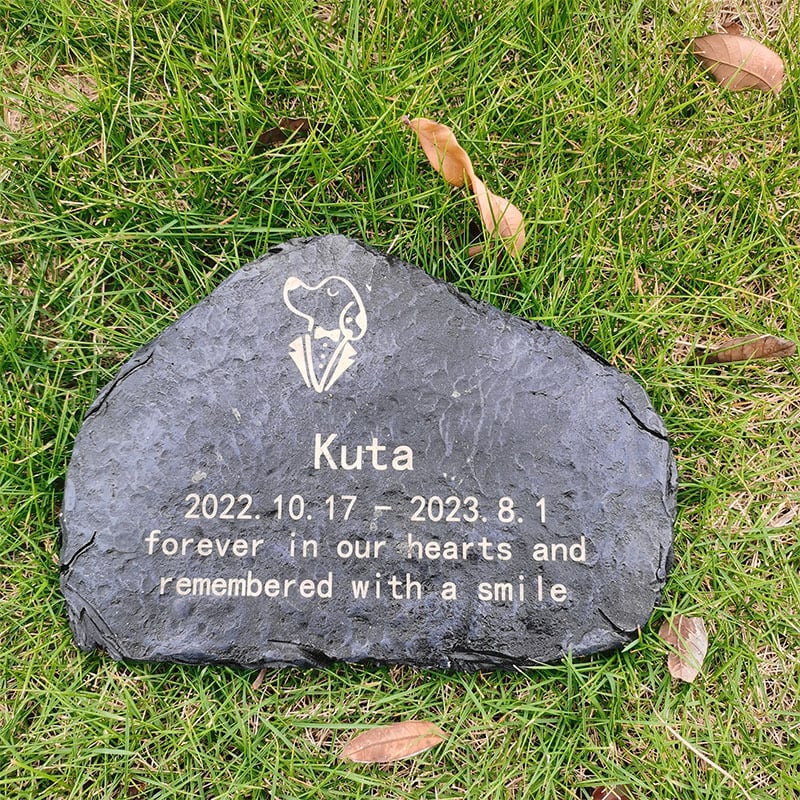 Kuta
2022.10.17 - 2023.8.1
forever in our hearts and
remembered with a smile